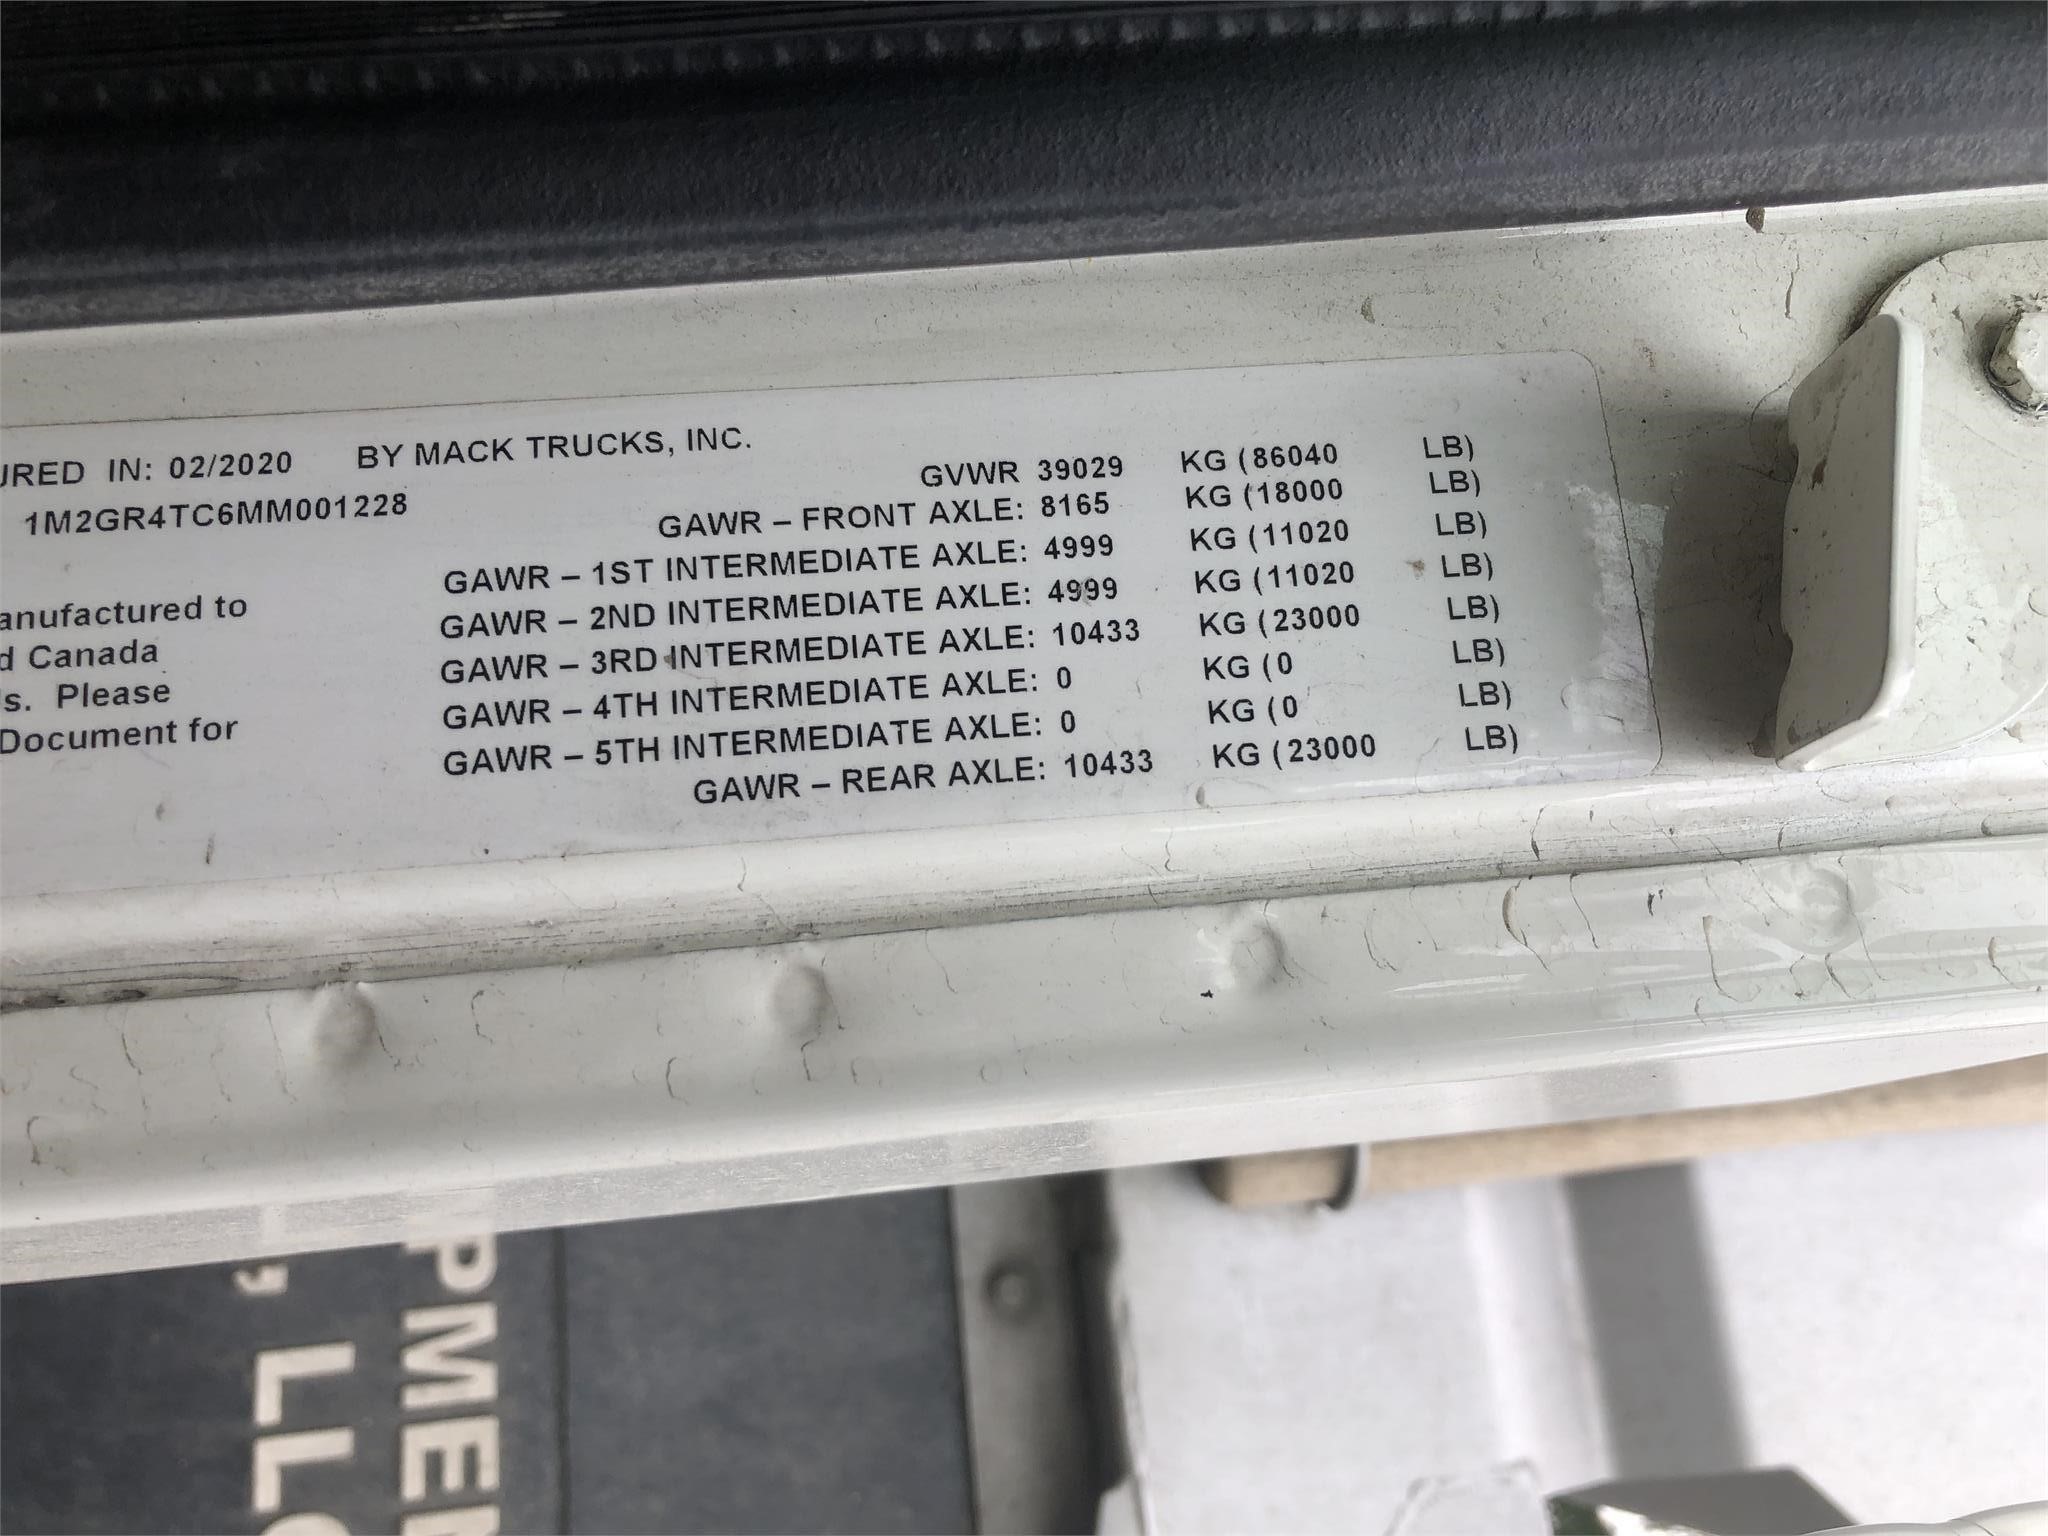 URED IN: 02/2020 BY MACK TRUCKS, INC.
1M2GR4TC6MM001228
anufactured to
d Canada
's. Please
Document for
GVWR 39029 KG (86040 LB)
GAWR – FRONT AXLE: 8165 KG (18000 LB)
GAWR – 1ST INTERMEDIATE AXLE: 4999 KG (11020 LB)
GAWR – 2ND INTERMEDIATE AXLE: 4999 KG (11020 LB)
GAWR – 3RD INTERMEDIATE AXLE: 10433 KG (23000 LB)
GAWR – 4TH INTERMEDIATE AXLE: 0 KG (0 LB)
GAWR – 5TH INTERMEDIATE AXLE: 0 KG (0 LB)
GAWR – REAR AXLE: 10433 KG (23000 LB)
PME
, LLC